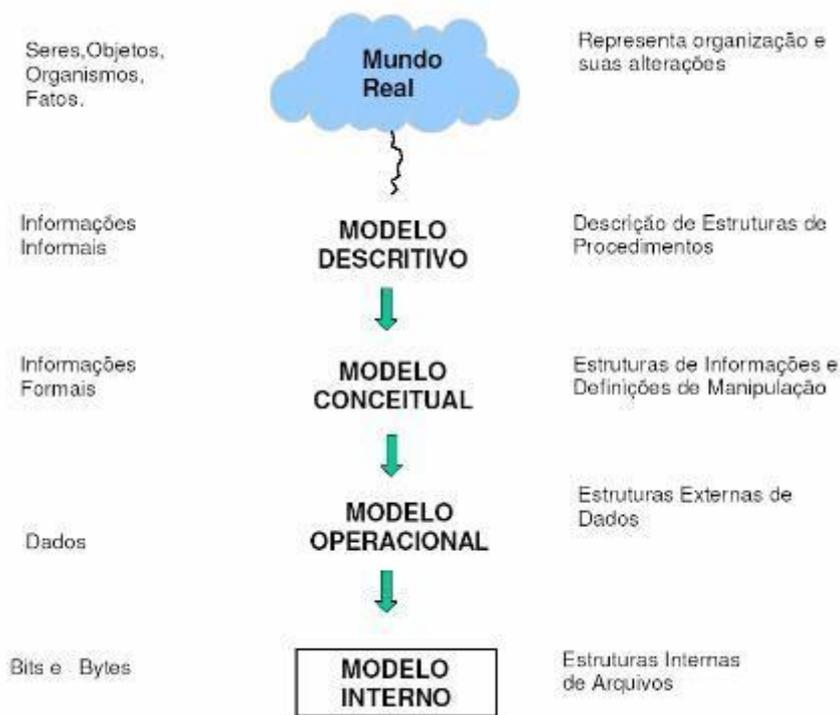 Seres,Objetos,
Organismos,
Fatos.
Mundo
Real
Representa organização e
suas alterações
Informações
Informais
MODELO
DESCRITIVO
Descrição de Estruturas de
Procedimentos
Informações
Formais
MODELO
CONCEITUAL
Estruturas de Informações e
Definições de Manipulação
Dados
MODELO
OPERACIONAL
Estruturas Externas de
Dados
Bits e Bytes
MODELO
INTERNO
Estruturas Internas
de Arquivos